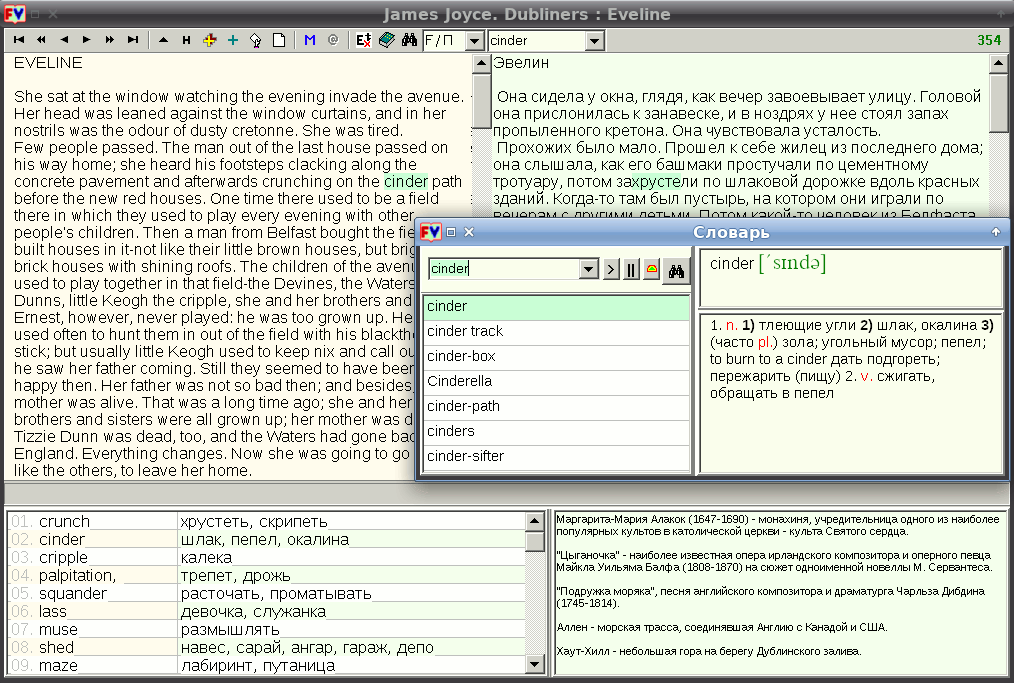 James Joyce. Dubliners : Eveline
H
M
@
F / П
cinder
354
EVELINE
She sat at the window watching the evening invade the avenue.
Her head was leaned against the window curtains, and in her
nostrils was the odour of dusty cretonne. She was tired.
Few people passed. The man out of the last house passed on
his way home; she heard his footsteps clacking along the
concrete pavement and afterwards crunching on the cinder path
before the new red houses. One time there used to be a field
there in which they used to play every evening with other
people's children. Then a man from Belfast bought the fie
built houses in it-not like their little brown houses, but brig
brick houses with shining roofs. The children of the avenu
used to play together in that field-the Devines, the Waters
Dunns, little Keogh the cripple, she and her brothers and
Ernest, however, never played: he was too grown up. He
used often to hunt them in out of the field with his blackth
stick; but usually little Keogh used to keep nix and call ou
he saw her father coming. Still they seemed to have been
happy then. Her father was not so bad then; and besides,
mother was alive. That was a long time ago; she and her
brothers and sisters were all grown up; her mother was d
Tizzie Dunn was dead, too, and the Waters had gone bac
England. Everything changes. Now she was going to go
like the others, to leave her home.
Эвелин
Она сидела у окна, глядя, как вечер завоевывает улицу. Головой
она прислонилась к занавеске, и в ноздрях у нее стоял запах
пропыленного кретона. Она чувствовала усталость.
Прохожих было мало. Прошел к себе жилец из последнего дома;
она слышала, как его башмаки простучали по цементному
тротуару, потом захрустели по шлаковой дорожке вдоль красных
зданий. Когда-то там был пустырь, на котором они играли по
вечерам с другими детьми. Потом какой-то человек из Белфаста
FV
Словарь
cinder
cinder
cinder track
cinder-box
Cinderella
cinder-path
cinders
cinder-sifter
cinder [ˊsɪndə]
1. n. 1) тлеющие угли 2) шлак, окалина 3)
(часто pl.) зола; угольный мусор; пепел;
to burn to a cinder дать подгореть;
пережарить (пищу) 2. v. сжигать,
обращать в пепел
01. crunch хрустеть, скрипеть
02. cinder шлак, пепел, окалина
03. cripple калека
04. palpitation, трепет, дрожь
05. squander расточать, проматывать
06. lass девочка, служанка
07. muse размышлять
08. shed навес, сарай, ангар, гараж, депо
09. maze лабиринт, путаница
Маргарита-Мария Алакок (1647-1690) - монахиня, учредительница одного из наиболее
популярных культов в католической церкви - культа Святого сердца.
"Цыганочка" - наиболее известная опера ирландского композитора и оперного певца
Майкла Уильяма Балфа (1808-1870) на сюжет одноименной новеллы М. Сервантеса.
"Подружка моряка", песня английского композитора и драматурга Чарльза Дибдина
(1745-1814).
Аллен - морская трасса, соединявшая Англию с Канадой и США.
Хаут-Хилл - небольшая гора на берегу Дублинского залива.